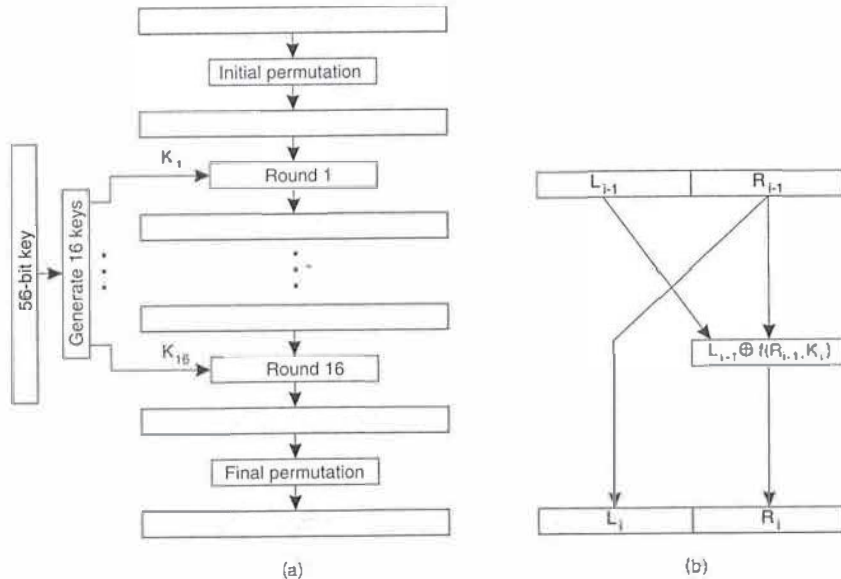 Initial permutation
K₁
Round 1
56-bit key
Generate 16 keys
K₁₆
Round 16
Final permutation
(a)
Lᵢ₋₁ Rᵢ₋₁
Lᵢ₋₁ ⊕ f(Rᵢ₋₁, Kᵢ)
Lᵢ Rᵢ
(b)